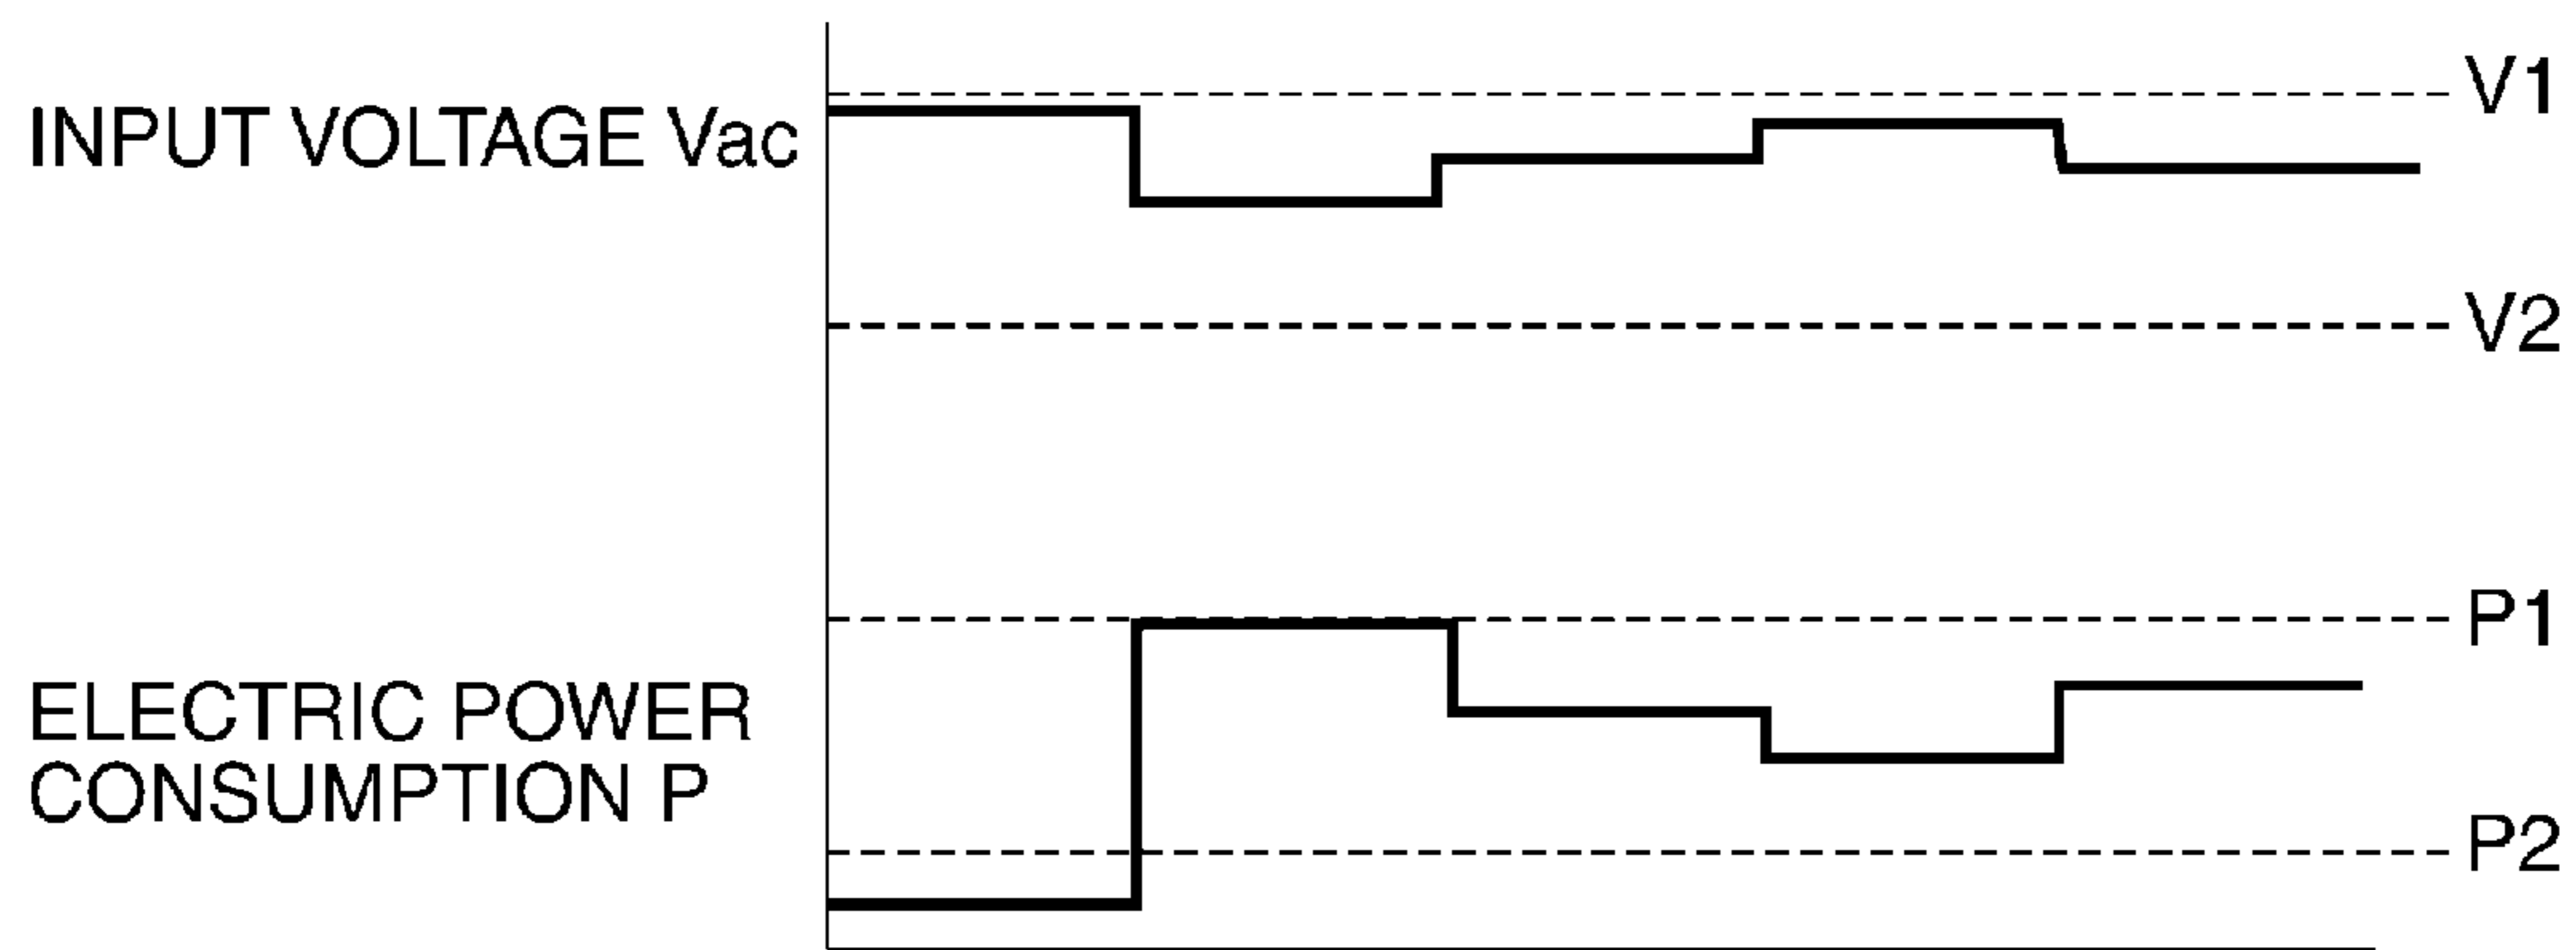 V1
INPUT VOLTAGE Vac
V2
P1
ELECTRIC POWER
CONSUMPTION P
P2